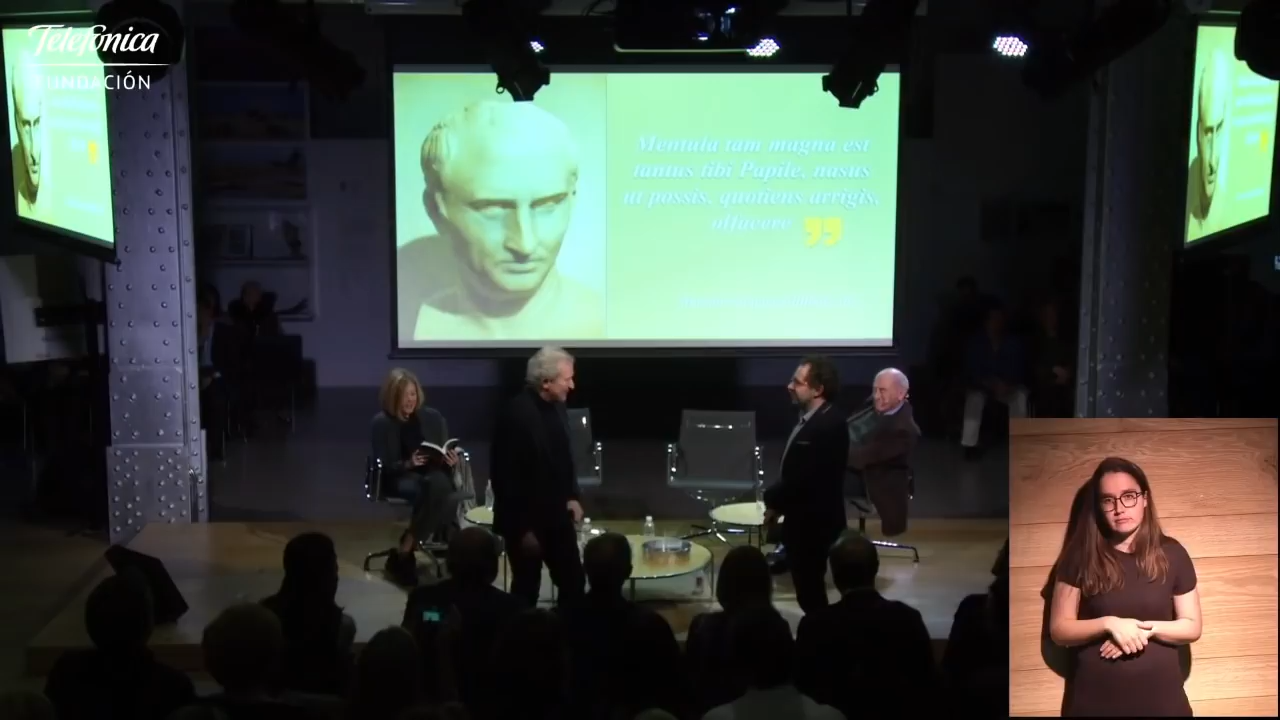 Telefónica
FUNDACIÓN
Mentula tam magna est
tantus tibi Papile, nasus
ut possis, quotiens arrigis,
olfacere ”